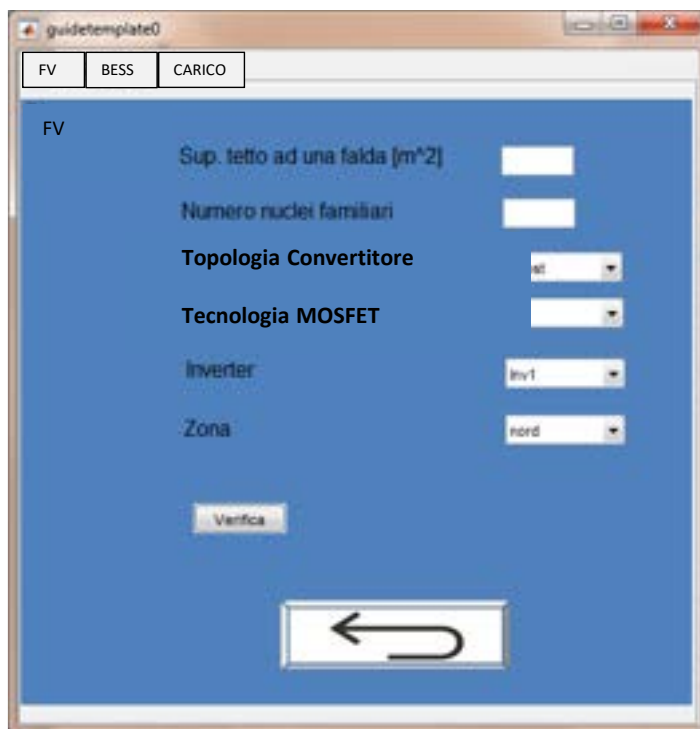 guidetemplate0
FV BESS CARICO
FV
Sup. tetto ad una falda [m^2]
Numero nuclei familiari
Topologia Convertitore
Tecnologia MOSFET
Inverter Inv1
Zona nord
Verifica